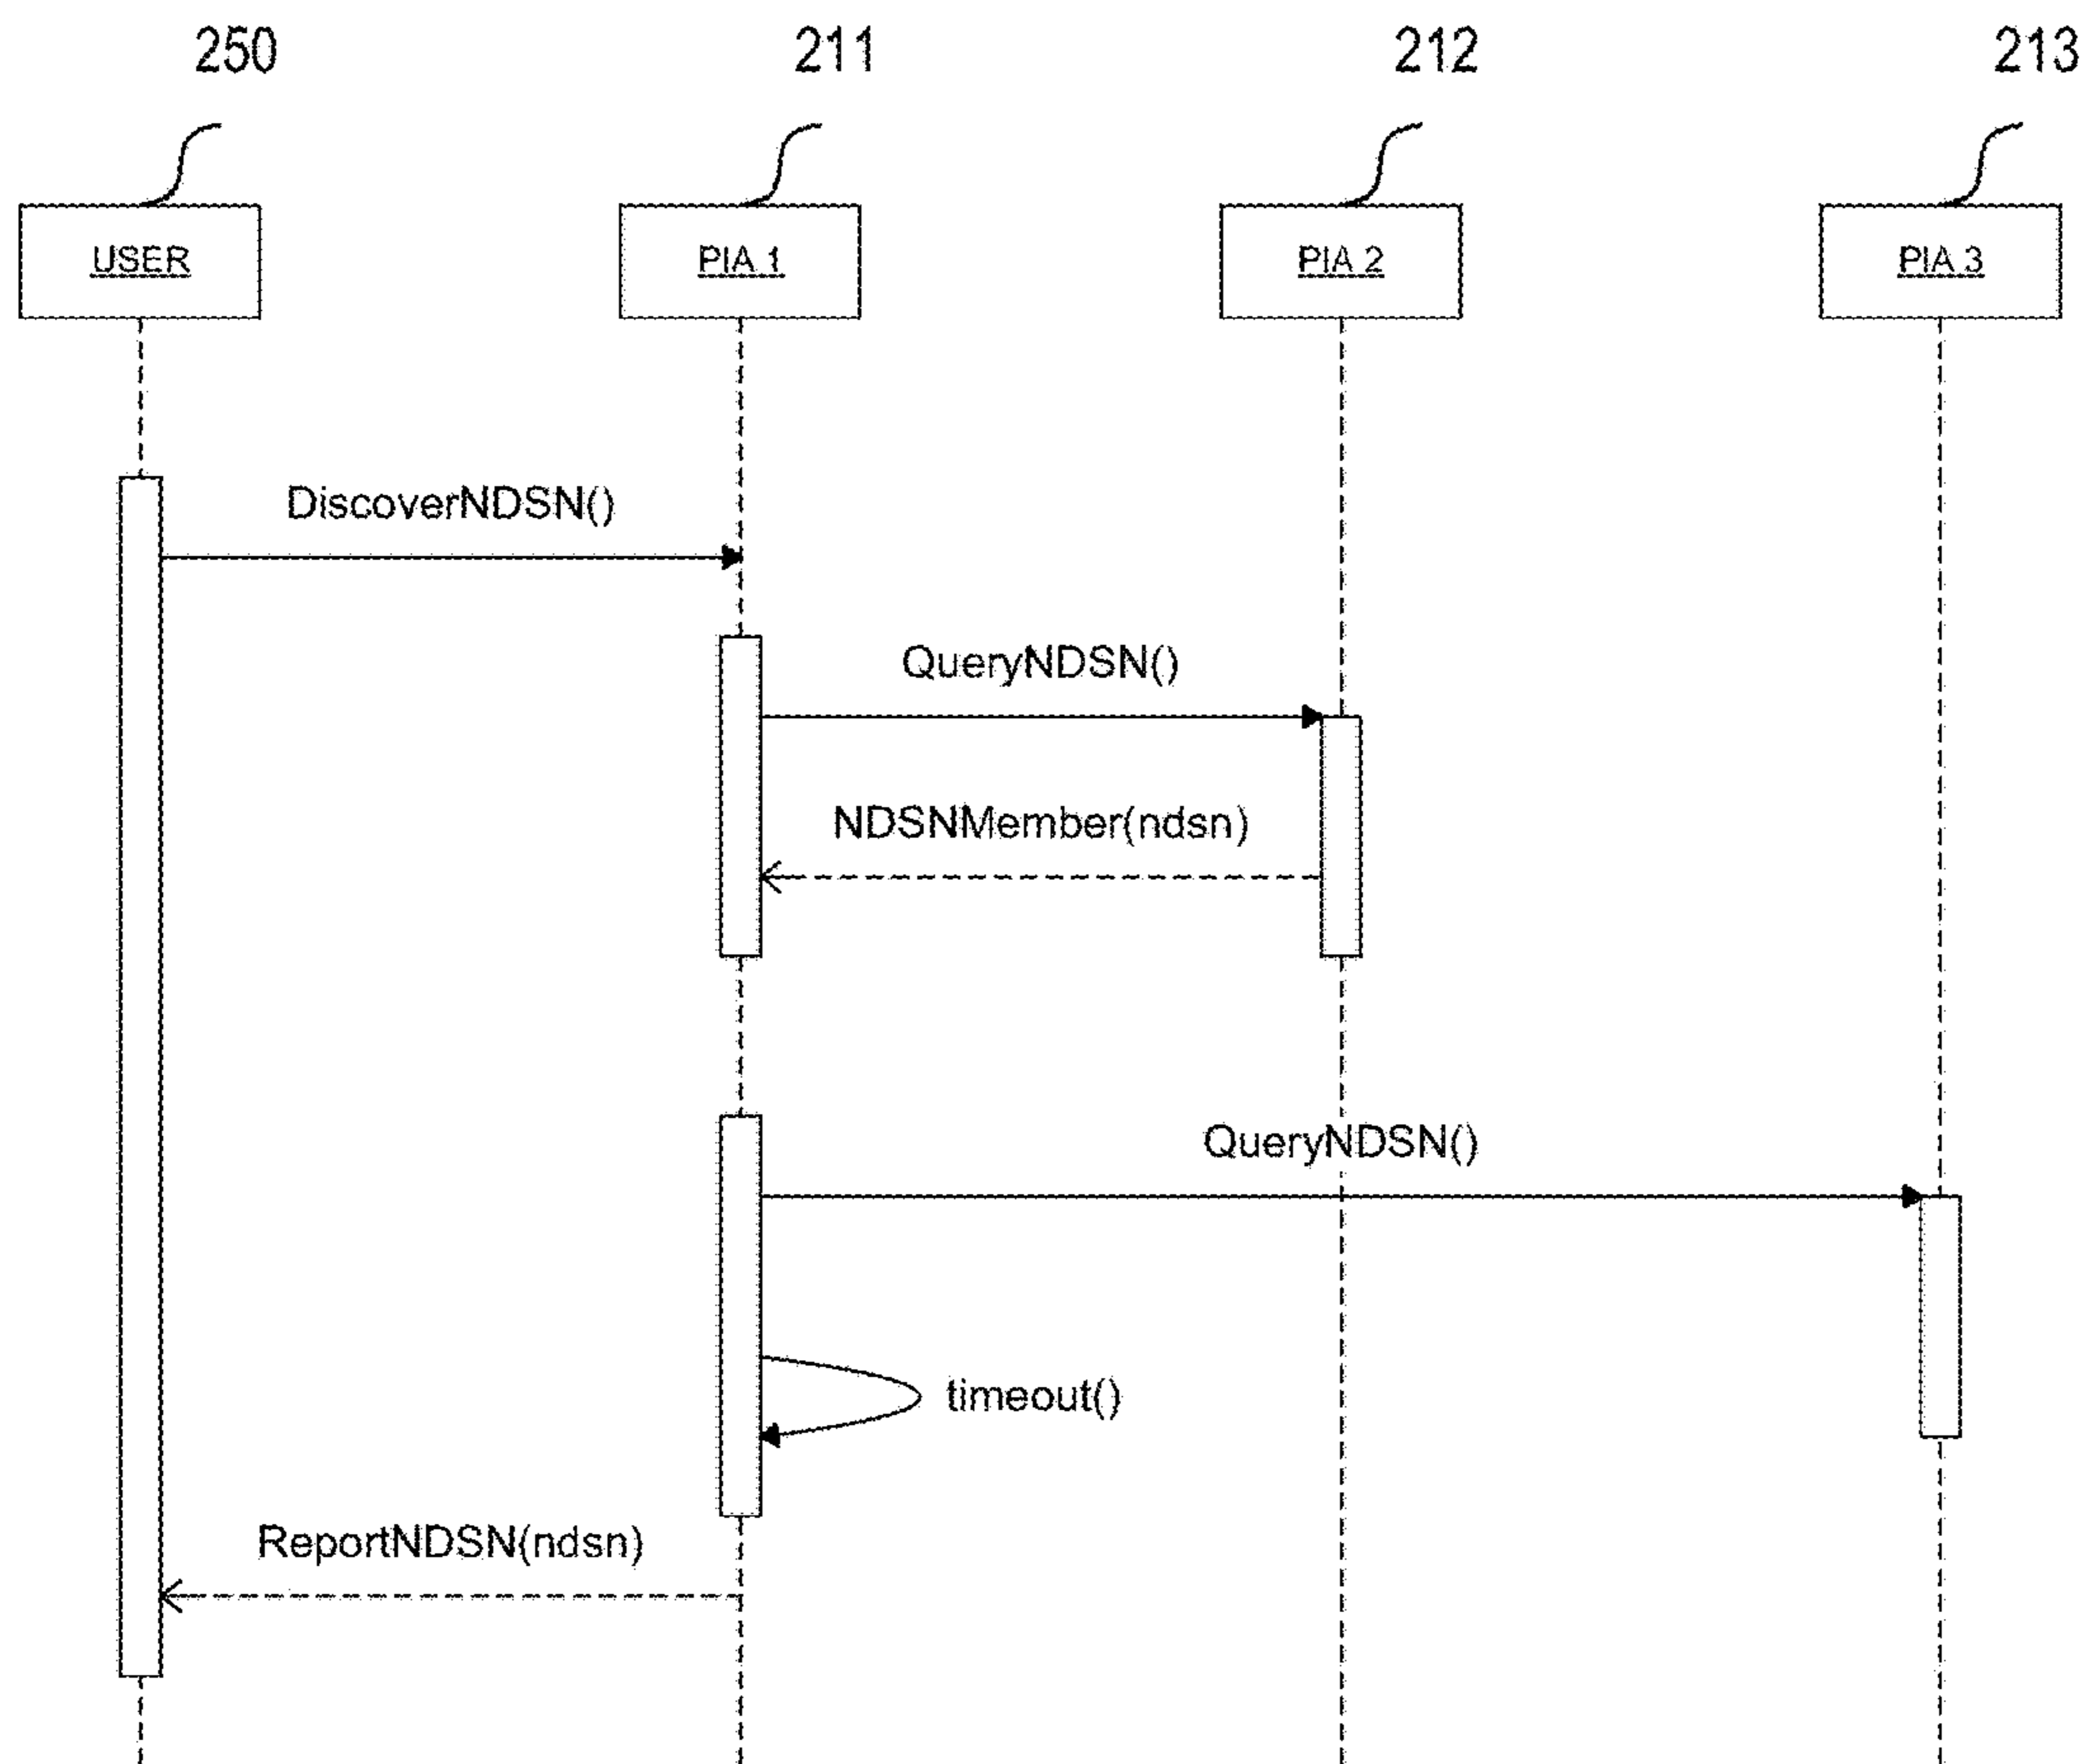 250 211 212 213
USER PIA 1 PIA 2 PIA 3
DiscoverNDSN()
QueryNDSN()
NDSNMember(ndsn)
QueryNDSN()
timeout()
ReportNDSN(ndsn)